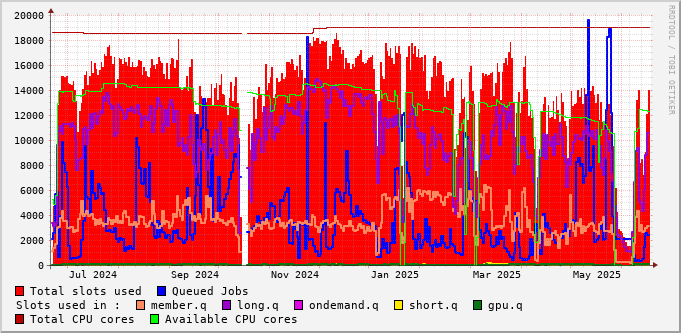 20000
18000
16000
14000
12000
10000
8000
6000
4000
2000
0
Jul 2024 Sep 2024 Nov 2024 Jan 2025 Mar 2025 May 2025
RRDTOOL / TOBI OETIKER
Total slots used Queued Jobs
Slots used in : member.q long.q ondemand.q short.q gpu.q
Total CPU cores Available CPU cores